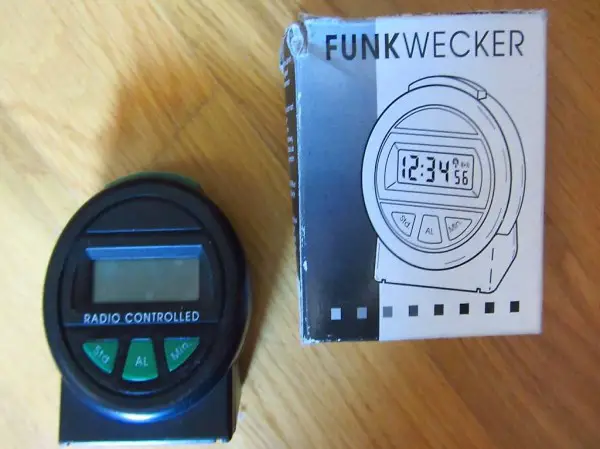 FUNKWECKER
12:34 56
Std AL Min.
RADIO CONTROLLED
Std AL Min.